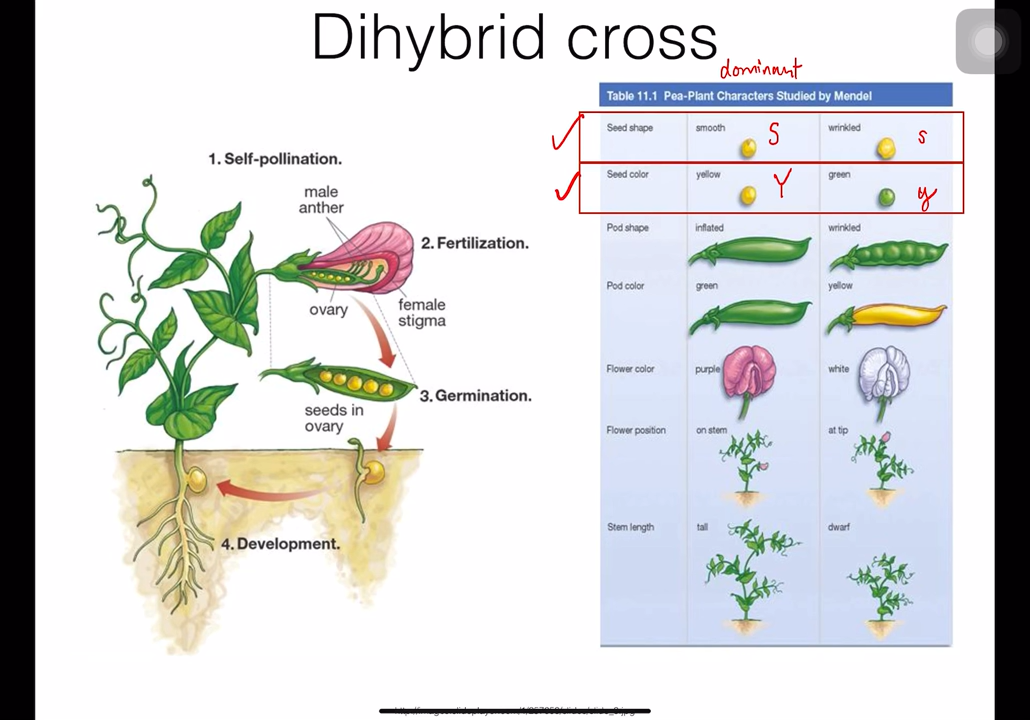 Dihybrid cross
dominant
Table 11.1 Pea-Plant Characters Studied by Mendel
Seed shape smooth S wrinkled s
Seed color yellow Y green y
Pod shape inflated wrinkled
Pod color green yellow
Flower color purple white
Flower position on stem at tip
Stem length tall dwarf
1. Self-pollination.
male
anther
2. Fertilization.
ovary
female
stigma
3. Germination.
seeds in
ovary
4. Development.